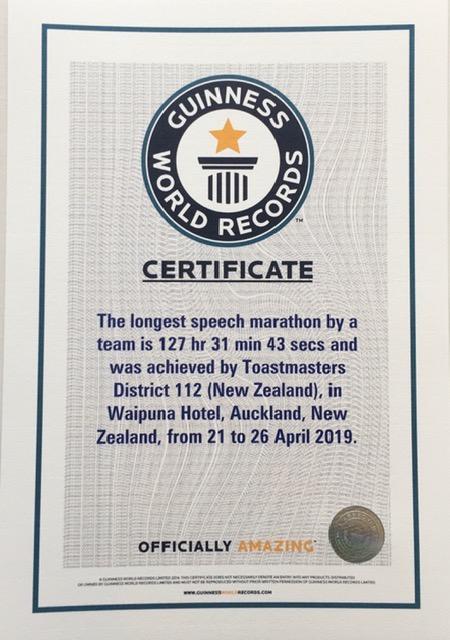 GUINNESS
WORLD RECORDS
TM
CERTIFICATE
The longest speech marathon by a
team is 127 hr 31 min 43 secs and
was achieved by Toastmasters
District 112 (New Zealand), in
Waipuna Hotel, Auckland, New
Zealand, from 21 to 26 April 2019.
OFFICIALLY AMAZING
WWW.GUINNESSWORLDRECORDS.COM